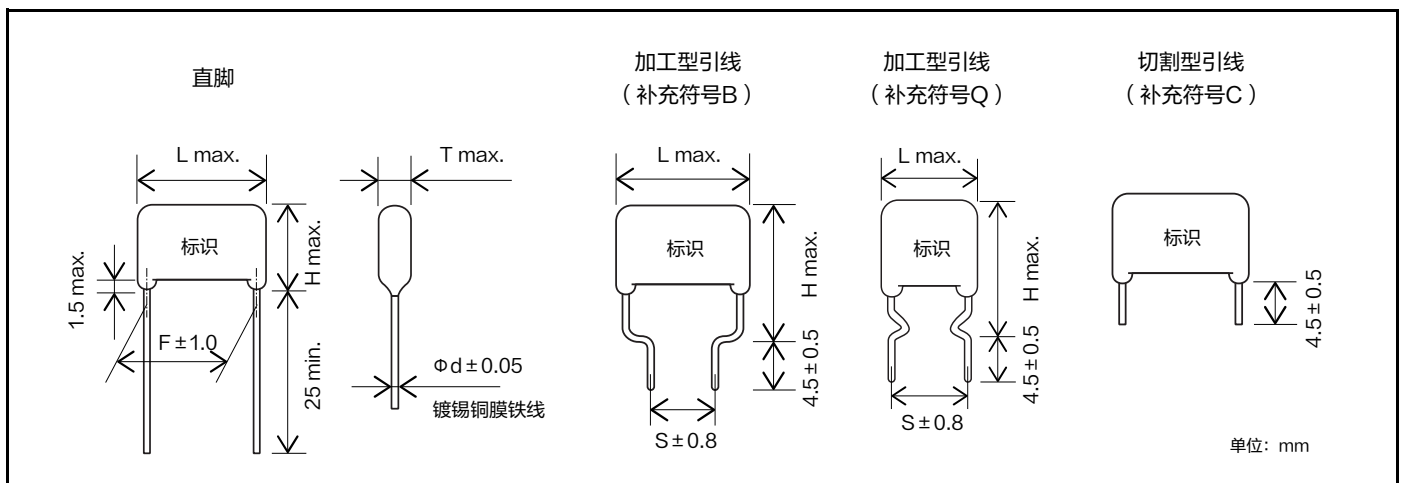 直脚
加工型引线
（补充符号B）
加工型引线
（补充符号Q）
切割型引线
（补充符号C）
L max.
T max.
L max.
L max.
标识
H max.
1.5 max.
F±1.0
25 min.
Φd±0.05
镀锡铜膜铁线
标识
H max.
4.5±0.5
S±0.8
标识
H max.
4.5±0.5
S±0.8
标识
4.5±0.5
单位：mm